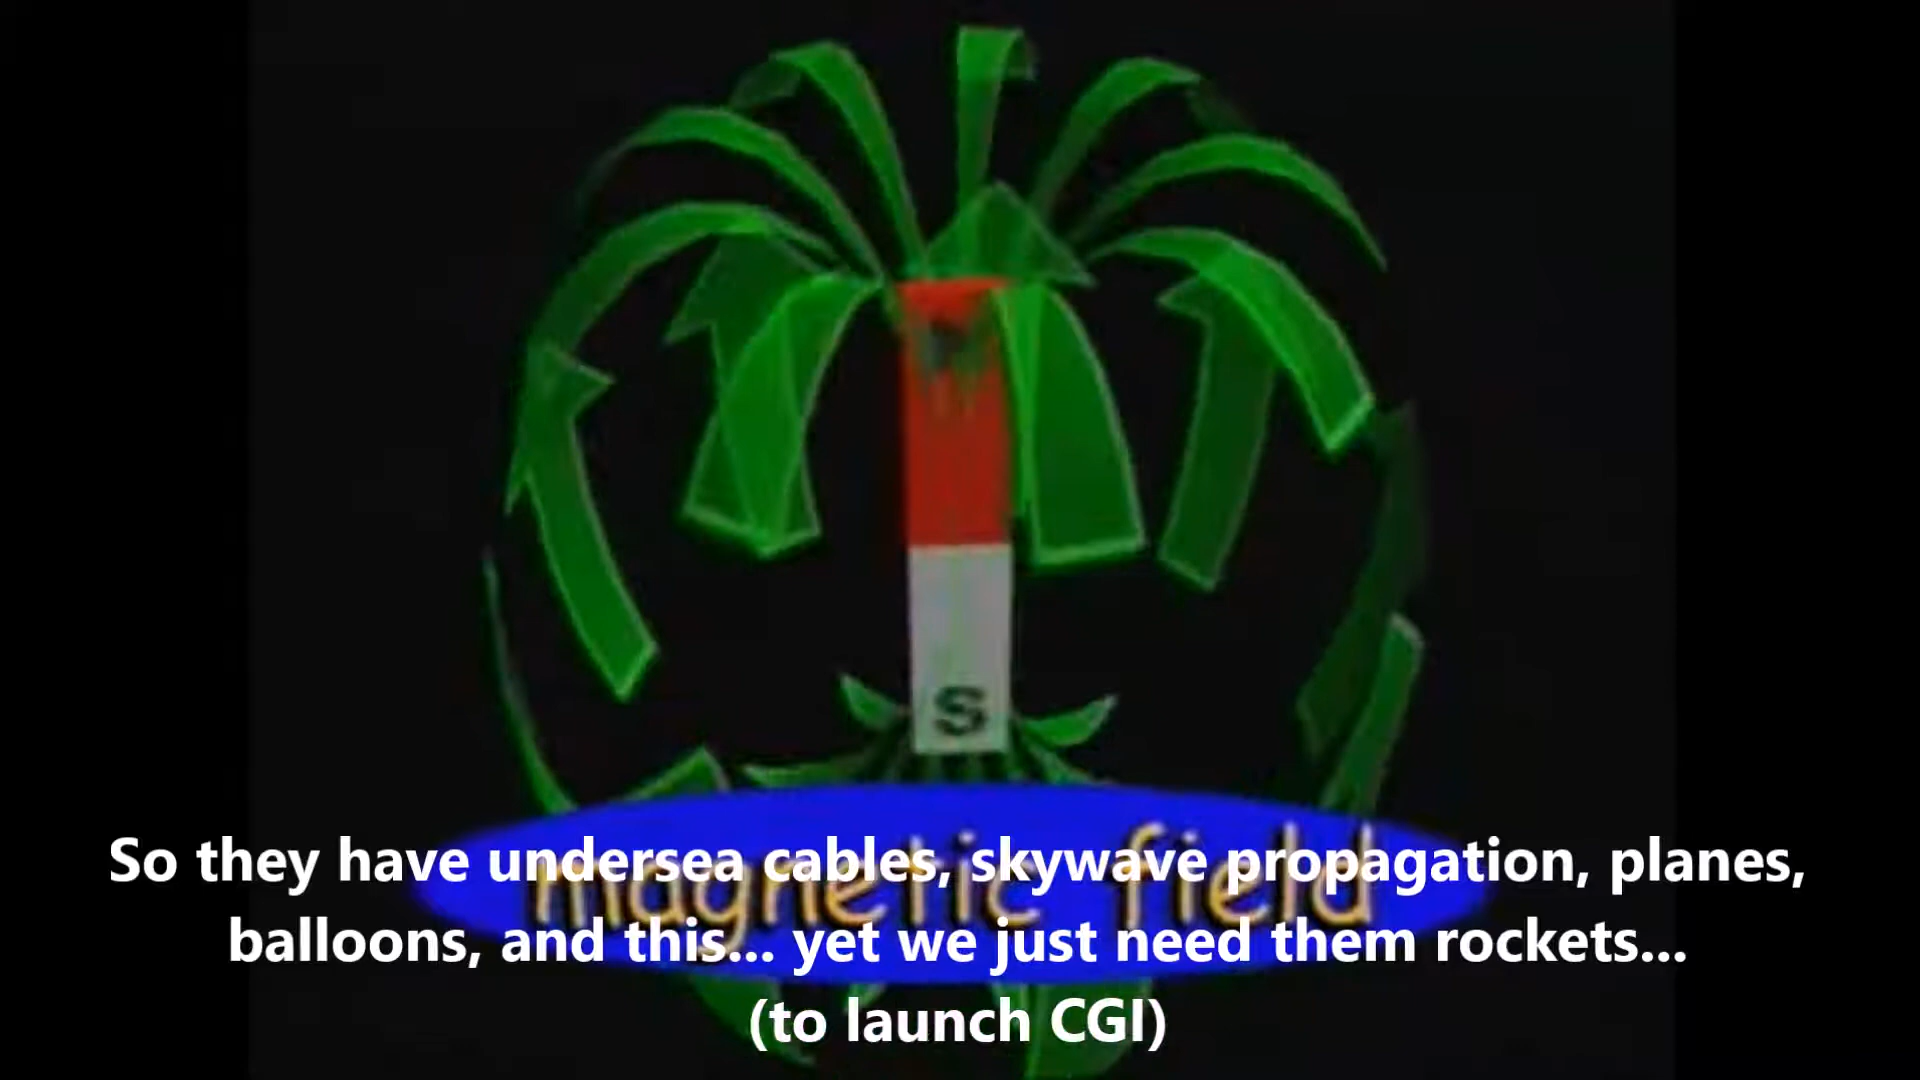 S
magnetic field
So they have undersea cables, skywave propagation, planes,
balloons, and this... yet we just need them rockets...
(to launch CGI)